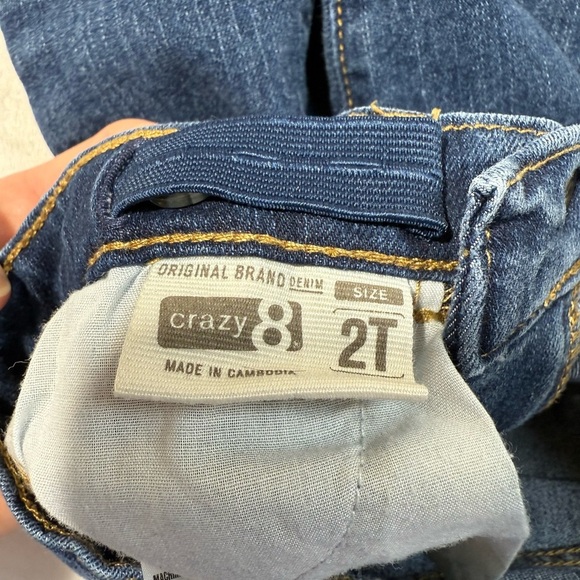 ORIGINAL BRAND DENIM
SIZE
crazy 8
2T
MADE IN CAMBODIA